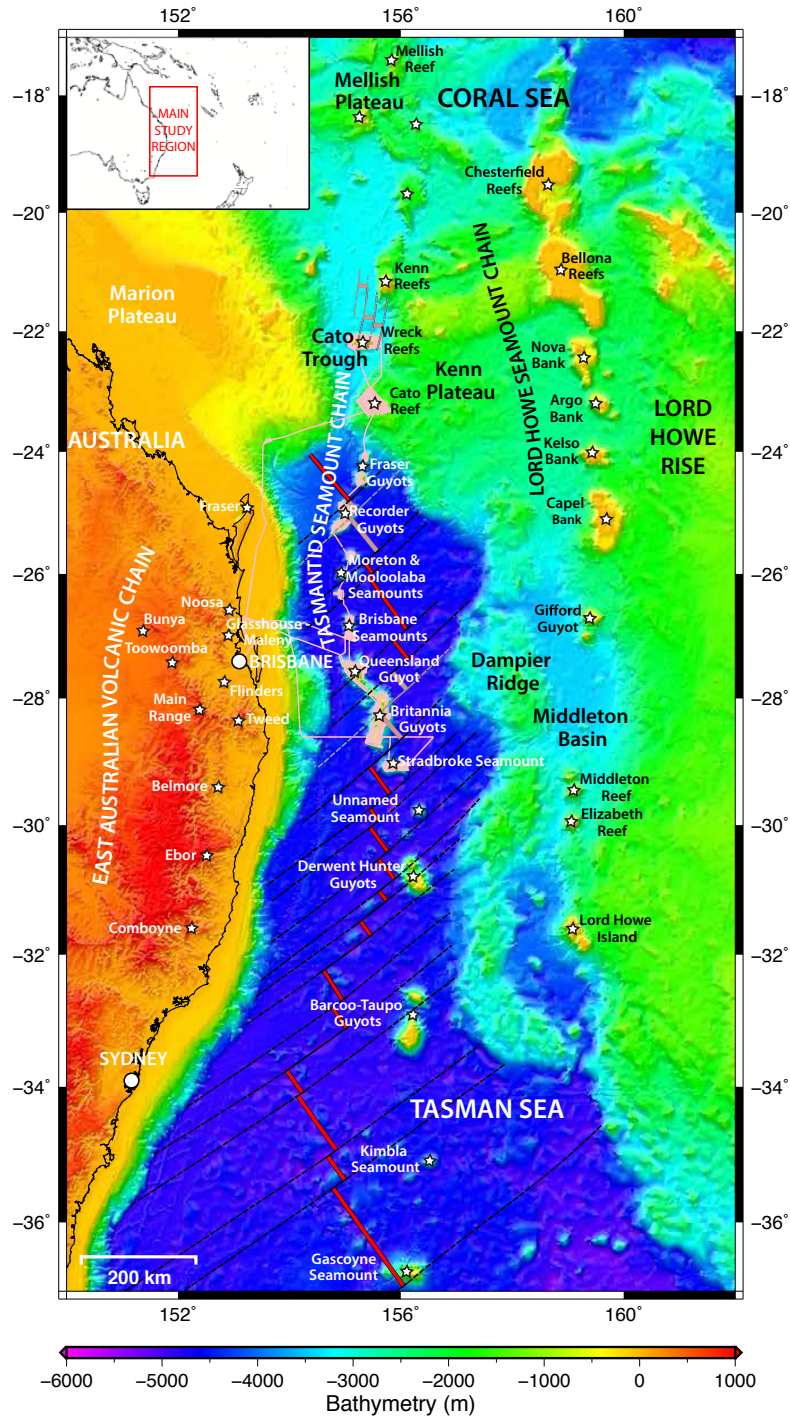 152°
156°
160°
−18°
−20°
−22°
−24°
−26°
−28°
−30°
−32°
−34°
−36°
MAIN
STUDY
REGION
Mellish
Reef
Mellish
Plateau
CORAL SEA
Chesterfield
Reefs
Bellona
Reefs
Kenn
Reefs
Marion
Plateau
Cato
Trough
Wreck
Reefs
Kenn
Plateau
Cato
Reef
Nova
Bank
Argo
Bank
Kelso
Bank
Capel
Bank
LORD HOWE SEAMOUNT CHAIN
LORD
HOWE
RISE
AUSTRALIA
TASMANTID SEAMOUNT CHAIN
Fraser
Guyots
Recorder
Guyots
Fraser
Moreton &
Mooloolaba
Seamounts
Noosa
Bunya
Glasshouse
Maleny
Toowoomba
BRISBANE
Brisbane
Seamounts
Gifford
Guyot
Queensland
Guyot
Dampier
Ridge
Flinders
Main
Range
Tweed
Britannia
Guyots
Middleton
Basin
Stradbroke Seamount
EAST AUSTRALIAN VOLCANIC CHAIN
Belmore
Unnamed
Seamount
Middleton
Reef
Elizabeth
Reef
Ebor
Derwent Hunter
Guyots
Comboyne
Lord Howe
Island
Barcoo-Taupo
Guyots
SYDNEY
TASMAN SEA
Kimbla
Seamount
Gascoyne
Seamount
200 km
152°
156°
160°
−6000
−5000
−4000
−3000
−2000
−1000
0
1000
Bathymetry (m)